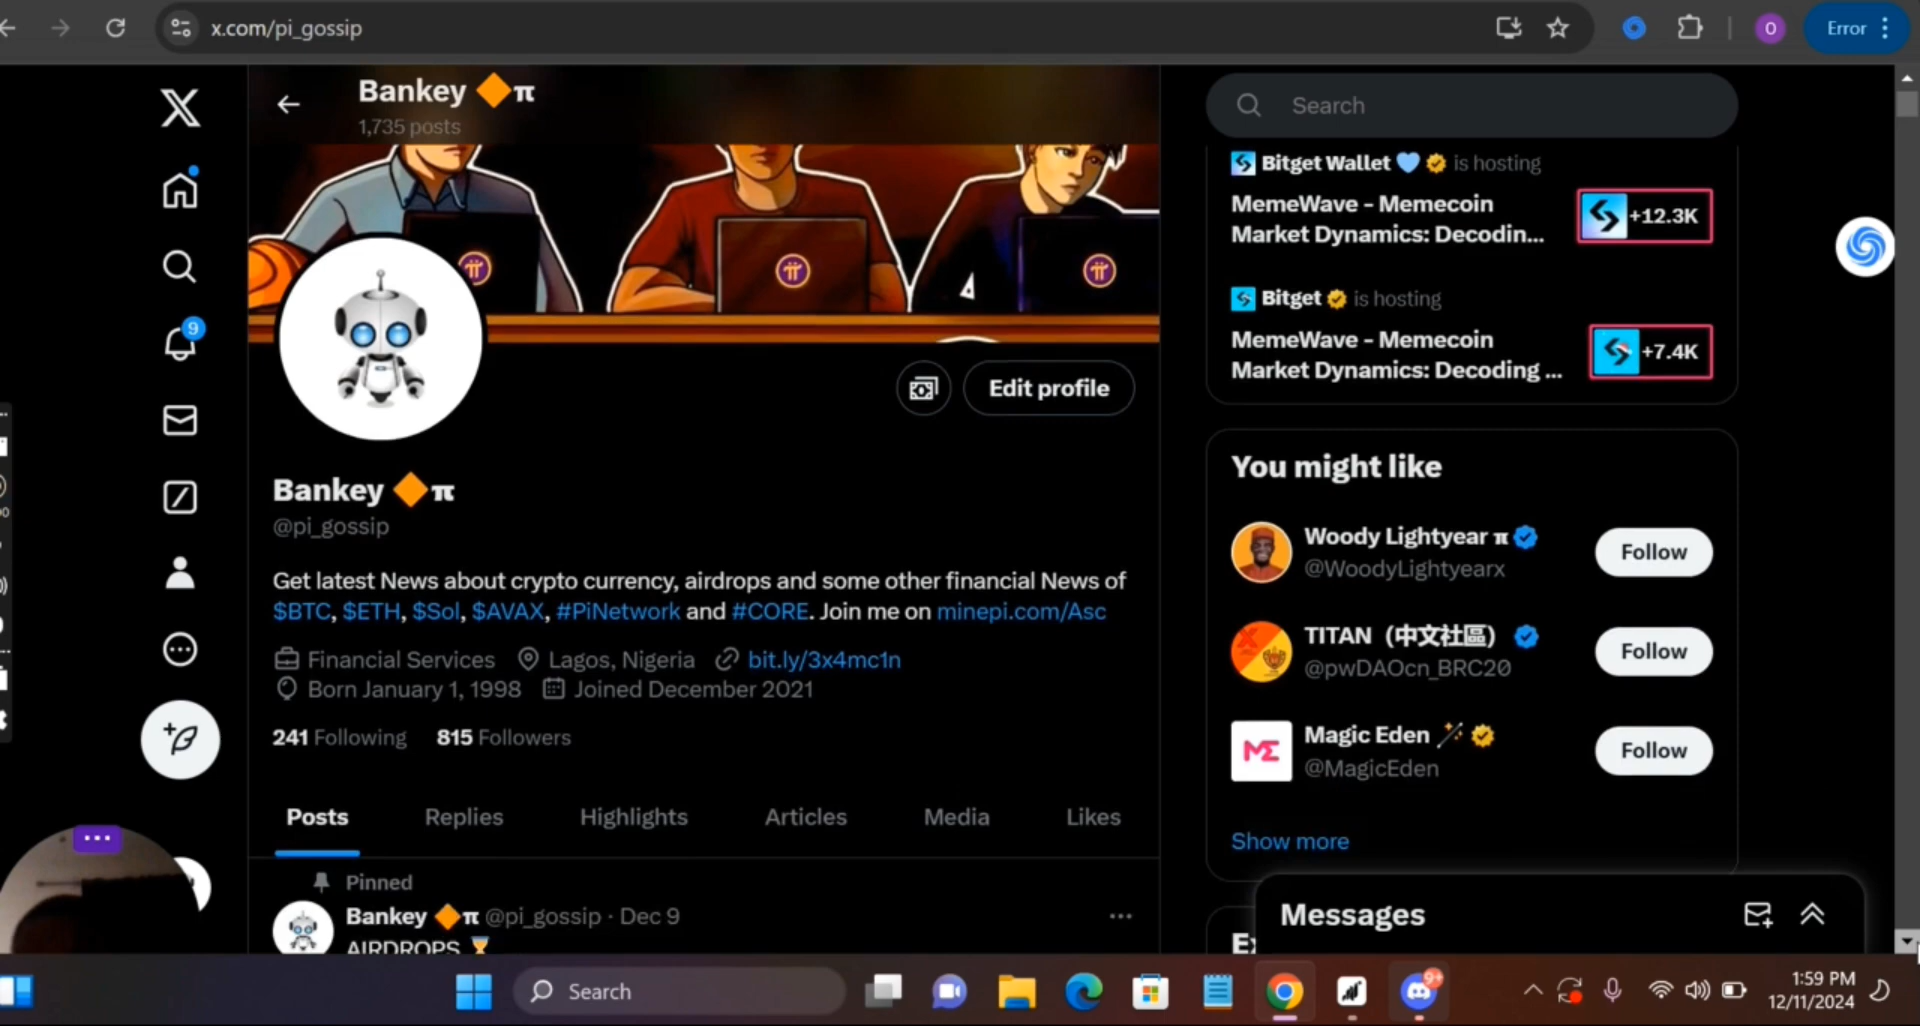 x.com/pi_gossip
Error
Bankey 🔶π
1,735 posts
Search
Bitget Wallet 💙 is hosting
MemeWave - Memecoin
Market Dynamics: Decodin...
+12.3K
Bitget is hosting
MemeWave - Memecoin
Market Dynamics: Decoding ...
+7.4K
9
Edit profile
Bankey 🔶π
@pi_gossip
Get latest News about crypto currency, airdrops and some other financial News of
$BTC, $ETH, $Sol, $AVAX, #PiNetwork and #CORE. Join me on minepi.com/Asc
Financial Services Lagos, Nigeria bit.ly/3x4mc1n
Born January 1, 1998 Joined December 2021
241 Following 815 Followers
Posts Replies Highlights Articles Media Likes
Pinned
Bankey 🔶π @pi_gossip · Dec 9
AIRDROPS ⏳
You might like
Woody Lightyear π
@WoodyLightyearx
Follow
TITAN（中文社區）
@pwDAOcn_BRC20
Follow
Magic Eden 🪄
@MagicEden
Follow
Show more
Messages
Search
9+
1:59 PM
12/11/2024